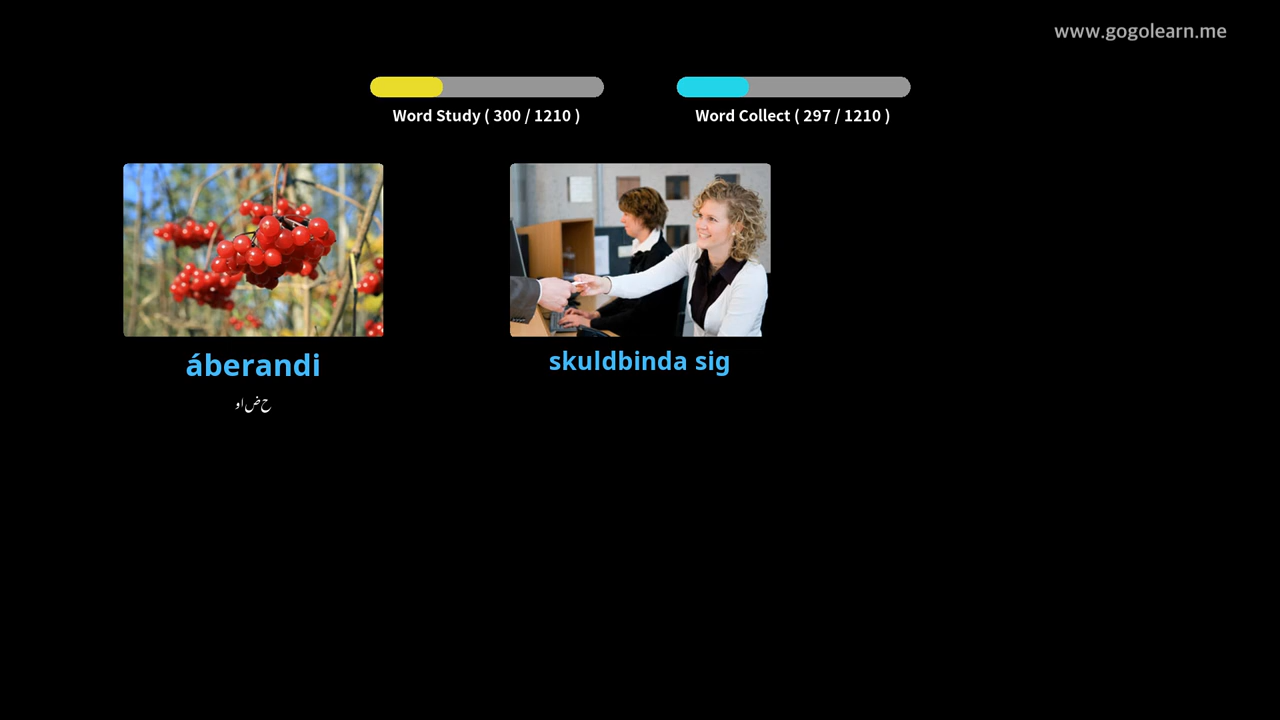 www.gogolearn.me
Word Study ( 300 / 1210 )
Word Collect ( 297 / 1210 )
áberandi
حضاو
skuldbinda sig